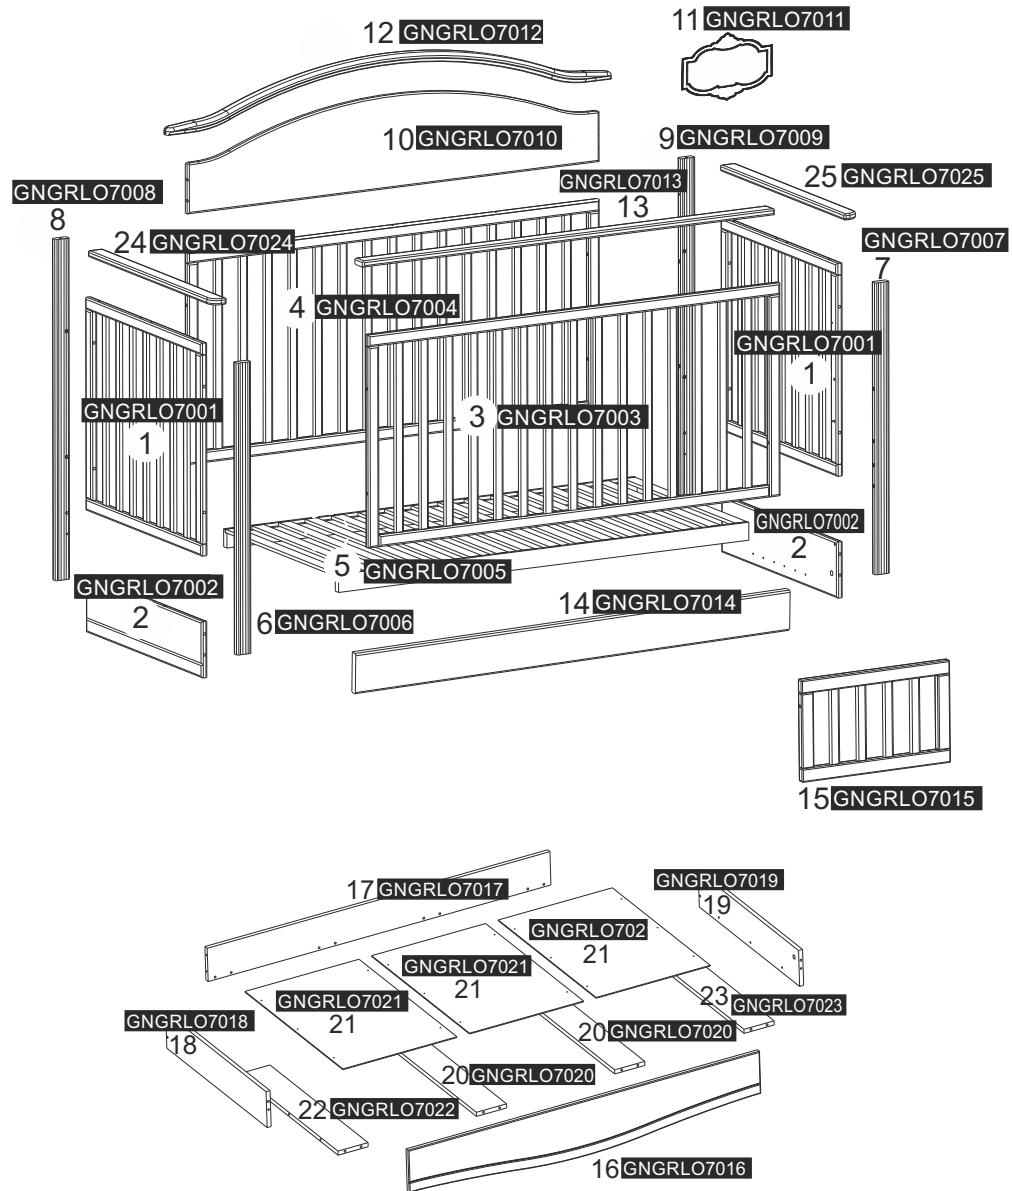 12 GNGRLO7012
11 GNGRLO7011
10 GNGRLO7010
9 GNGRLO7009
GNGRLO7008
8
GNGRLO7013
13
25 GNGRLO7025
24 GNGRLO7024
GNGRLO7007
7
4 GNGRLO7004
GNGRLO7001
1
GNGRLO7001
1
3 GNGRLO7003
GNGRLO7002
2
5 GNGRLO7005
GNGRLO7002
2
14 GNGRLO7014
6 GNGRLO7006
15 GNGRLO7015
17 GNGRLO7017
GNGRLO7019
19
GNGRLO702
21
GNGRLO7021
21
GNGRLO7021
21
23 GNGRLO7023
GNGRLO7018
18
20 GNGRLO7020
20 GNGRLO7020
22 GNGRLO7022
16 GNGRLO7016